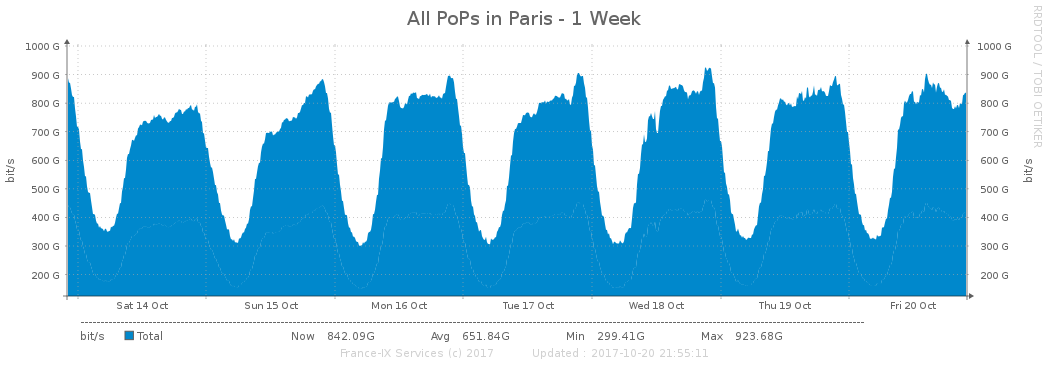 All PoPs in Paris - 1 Week
RRDTOOL / TOBI OETIKER
bit/s
1000 G
900 G
800 G
700 G
600 G
500 G
400 G
300 G
200 G
1000 G
900 G
800 G
700 G
600 G
500 G
400 G
300 G
200 G
bit/s
Sat 14 Oct Sun 15 Oct Mon 16 Oct Tue 17 Oct Wed 18 Oct Thu 19 Oct Fri 20 Oct
bit/s Total Now 842.09G Avg 651.84G Min 299.41G Max 923.68G
France-IX Services (c) 2017 Updated : 2017-10-20 21:55:11